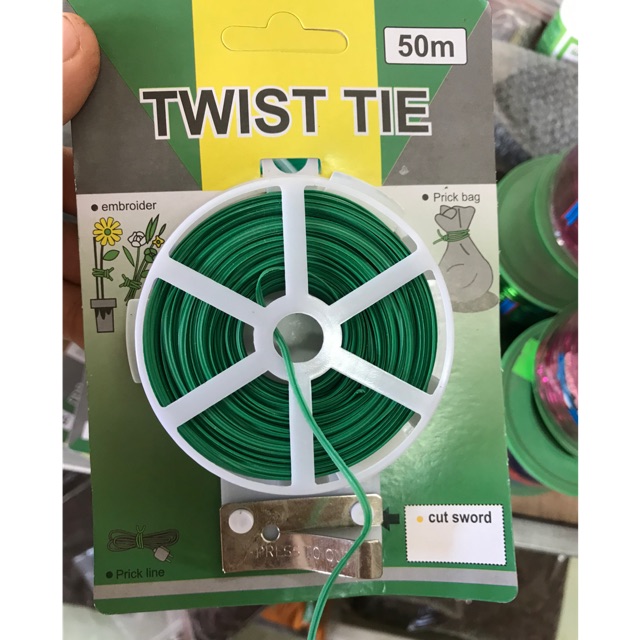 50m
TWIST TIE
embroider
Prick bag
cut sword
Prick line